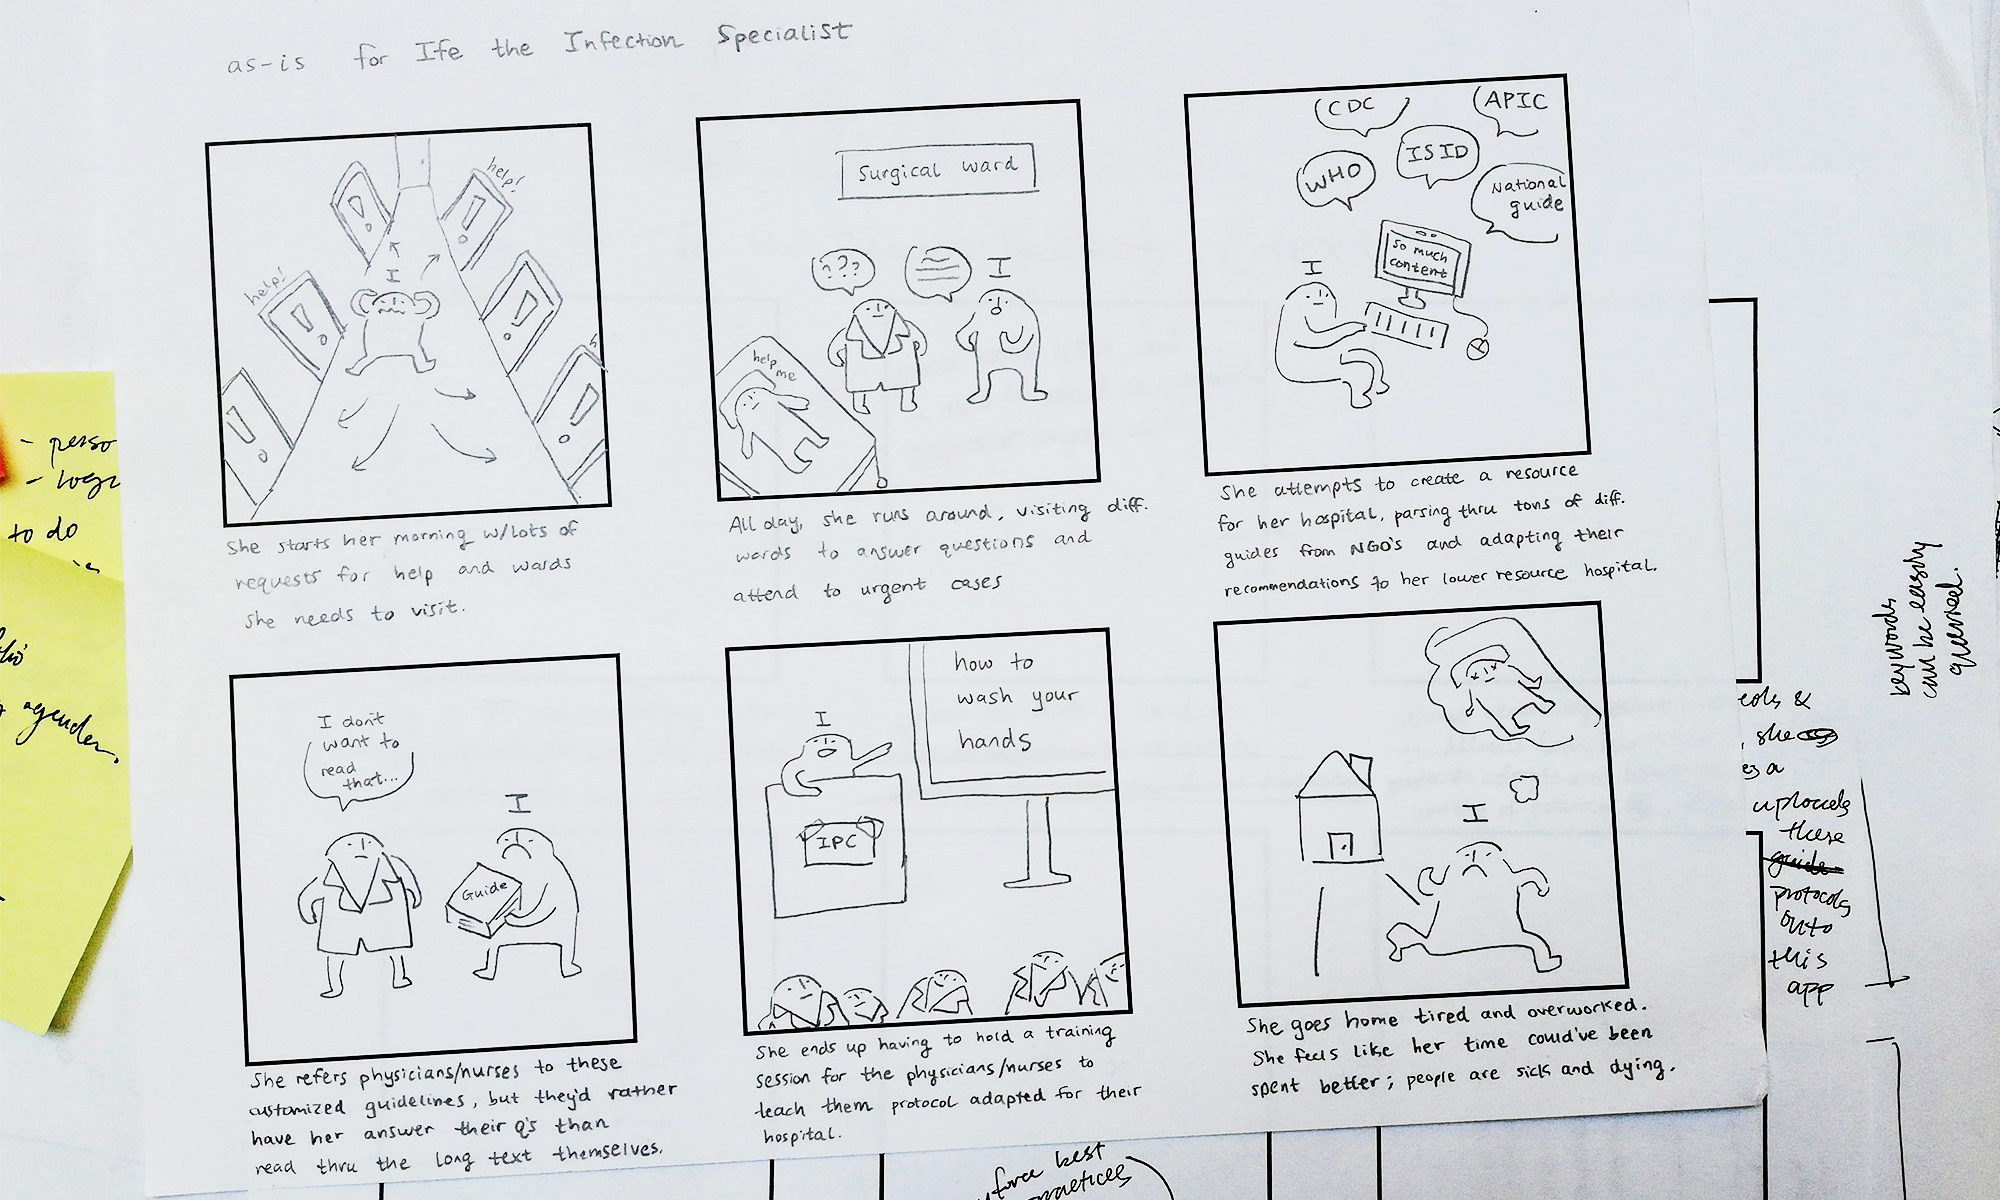 as-is for Ife the Infection Specialist
help!
help!
I
She starts her morning w/lots of
requests for help and wards
she needs to visit.
Surgical ward
???
I
help
me
All day, she runs around, visiting diff.
wards to answer questions and
attend to urgent cases
CDC
APIC
WHO
ISID
National
guide
I
So much
content
She attempts to create a resource
for her hospital, parsing thru tons of diff.
guides from NGO's and adapting their
recommendations to her lower resource hospital.
I don't
want to
read
that...
I
Guide
She refers physicians/nurses to these
customized guidelines, but they'd rather
have her answer their Q's than
read thru the long text themselves.
how to
wash your
hands
I
IPC
She ends up having to hold a training
session for the physicians/nurses to
teach them protocol adapted for their
hospital.
I
She goes home tired and overworked.
She feels like her time could've been
spent better; people are sick and dying.
- perso
- logi
to do
agender.
keywords
can be easily
queried.
cols &
, she
es a
uploads
these
guide
protocols
onto
this
app
force best
practices